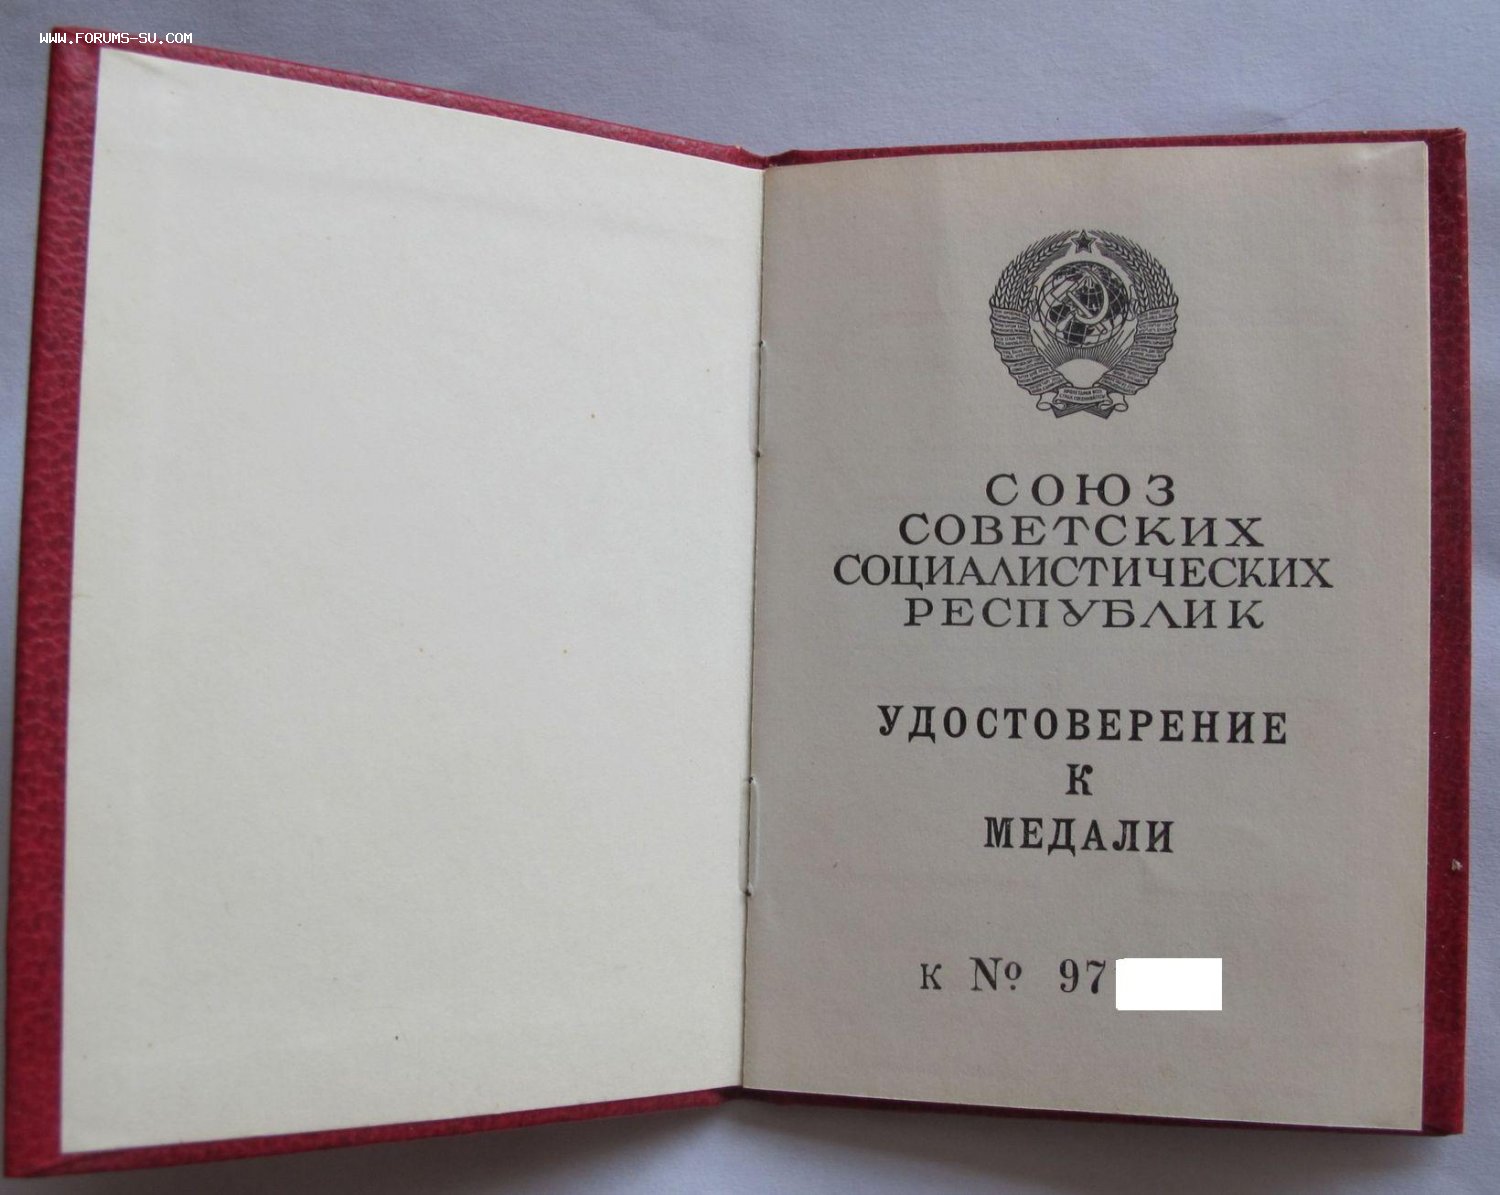 WWW.FORUMS-SU.COM
СОЮЗ
СОВЕТСКИХ
СОЦИАЛИСТИЧЕСКИХ
РЕСПУБЛИК
УДОСТОВЕРЕНИЕ
К
МЕДАЛИ
К № 97